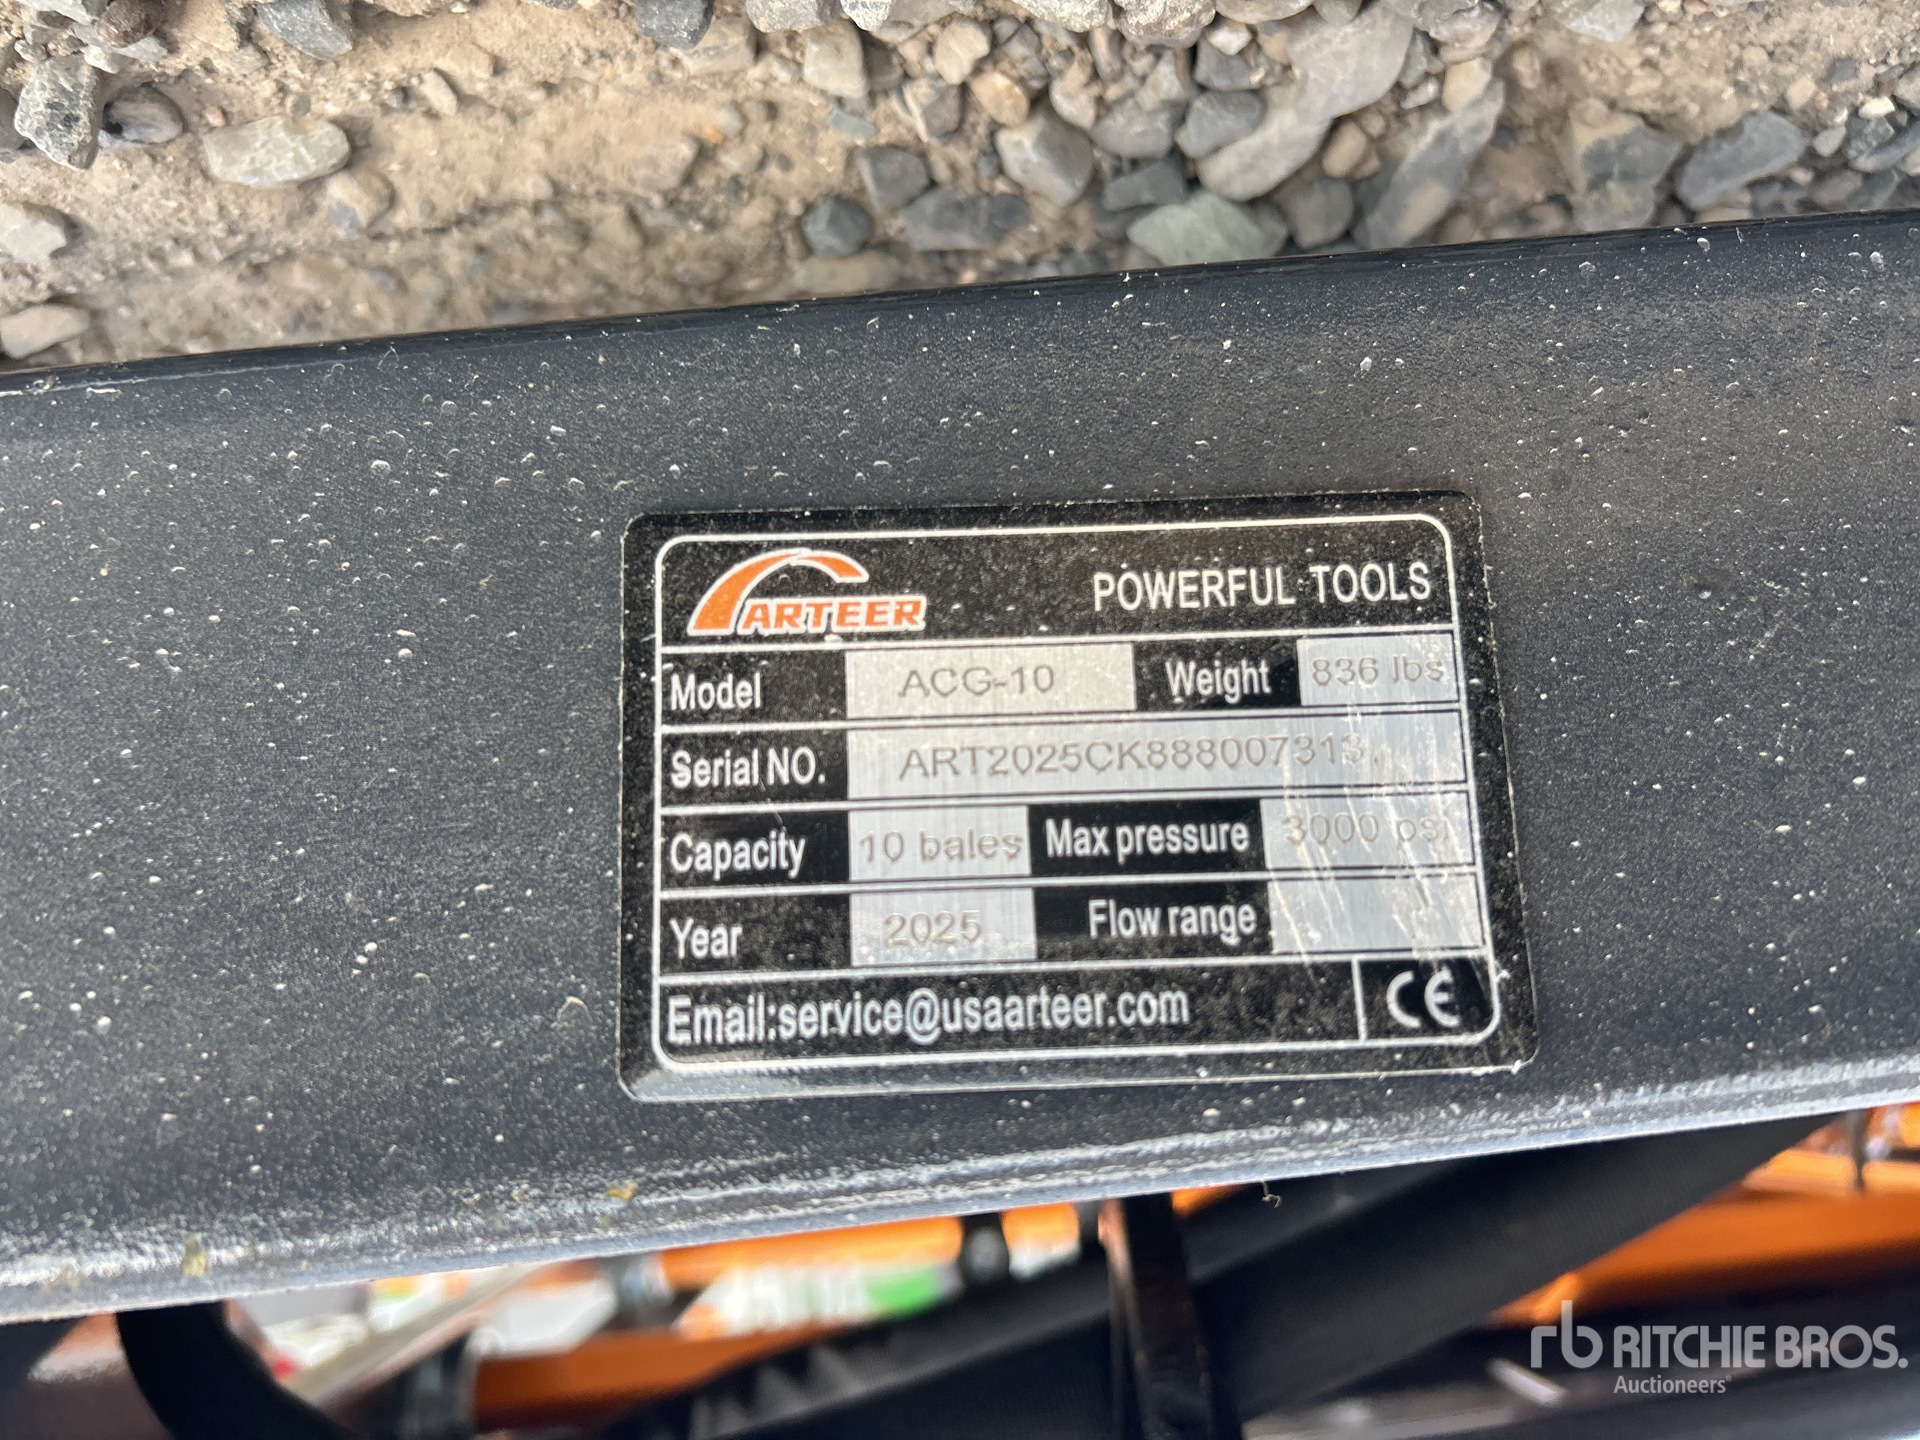 ARTEER POWERFUL TOOLS
Model ACG-10 Weight 836 lbs
Serial NO. ART2025CK888007313
Capacity 10 bales Max pressure 3000 psi
Year 2025 Flow range
Email:service@usaarteer.com CE
rb RITCHIE BROS.
Auctioneers